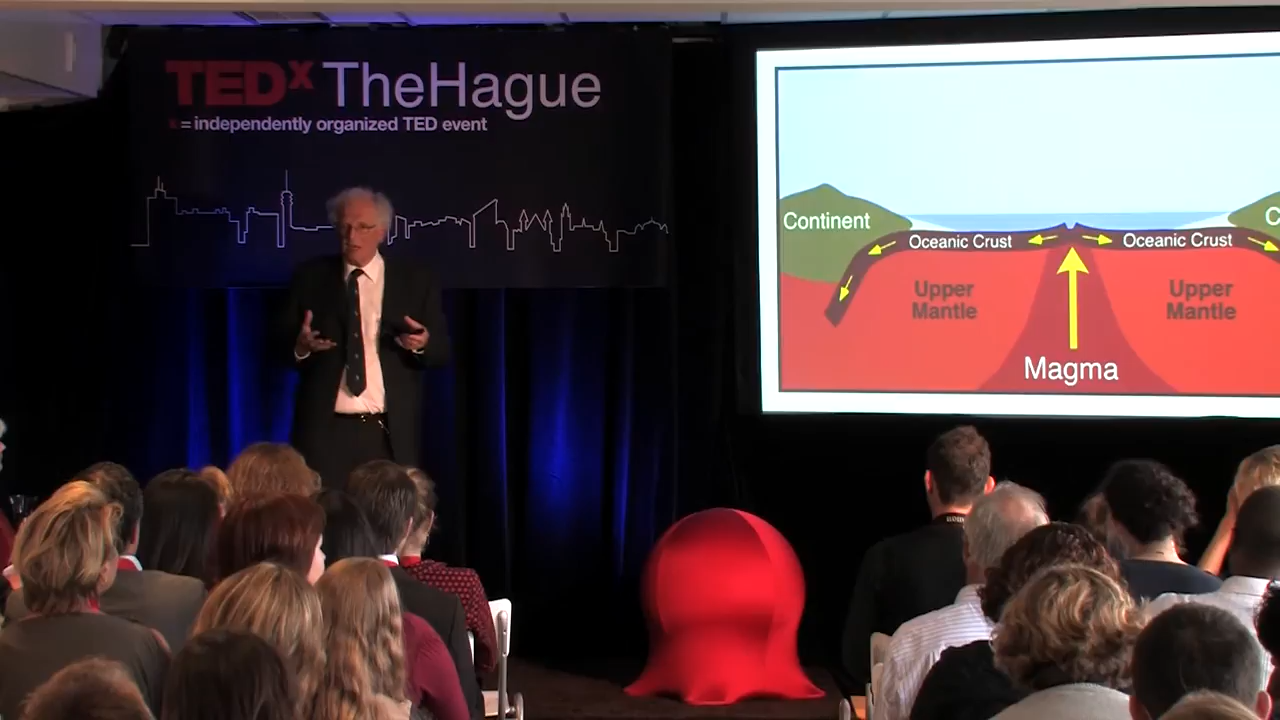 TEDx TheHague
x = independently organized TED event
Continent
C
Oceanic Crust
Oceanic Crust
Upper
Mantle
Upper
Mantle
Magma